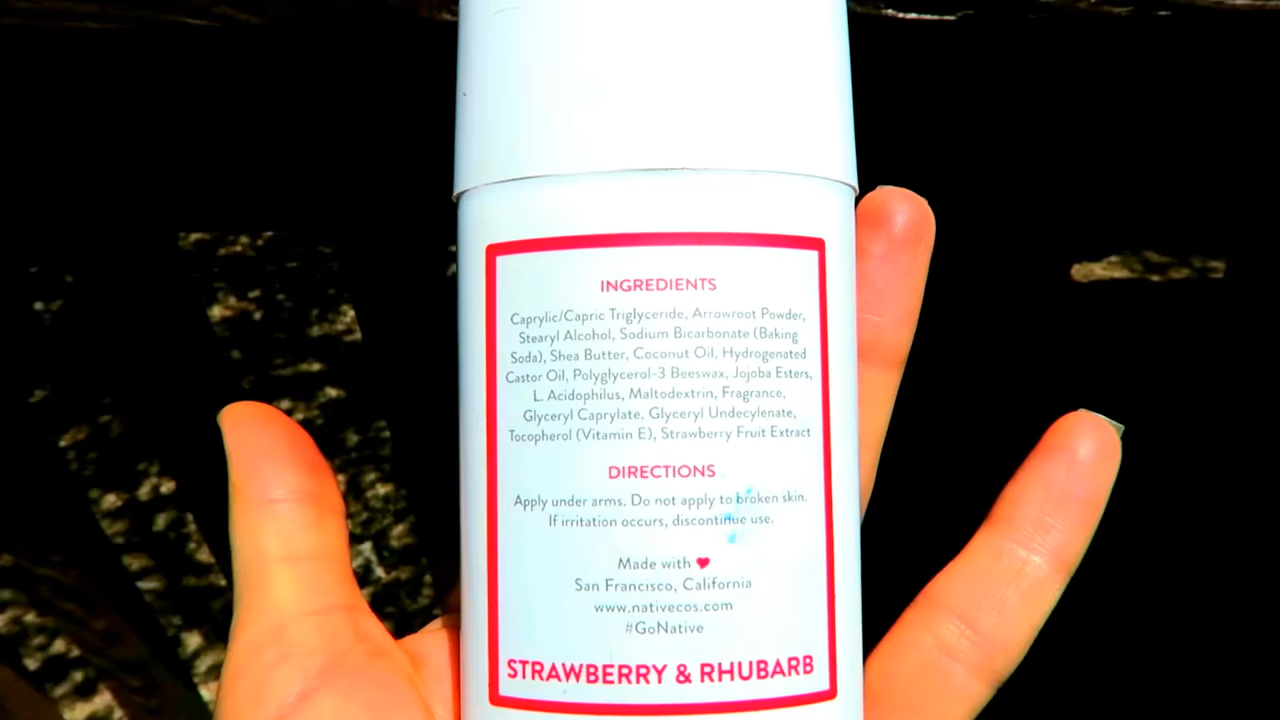 INGREDIENTS
Caprylic/Capric Triglyceride, Arrowroot Powder,
Stearyl Alcohol, Sodium Bicarbonate (Baking
Soda), Shea Butter, Coconut Oil, Hydrogenated
Castor Oil, Polyglycerol-3 Beeswax, Jojoba Esters,
L. Acidophilus, Maltodextrin, Fragrance,
Glyceryl Caprylate, Glyceryl Undecylenate,
Tocopherol (Vitamin E), Strawberry Fruit Extract
DIRECTIONS
Apply under arms. Do not apply to broken skin.
If irritation occurs, discontinue use.
Made with ♥
San Francisco, California
www.nativecos.com
#GoNative
STRAWBERRY & RHUBARB